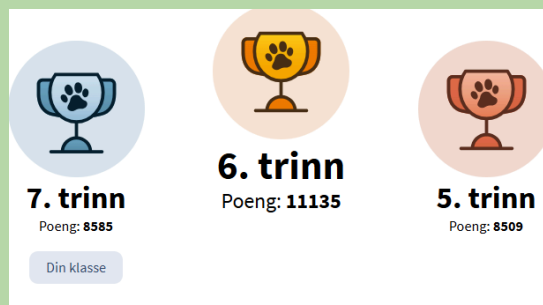 7. trinn
Poeng: 8585
Din klasse
6. trinn
Poeng: 11135
5. trinn
Poeng: 8509